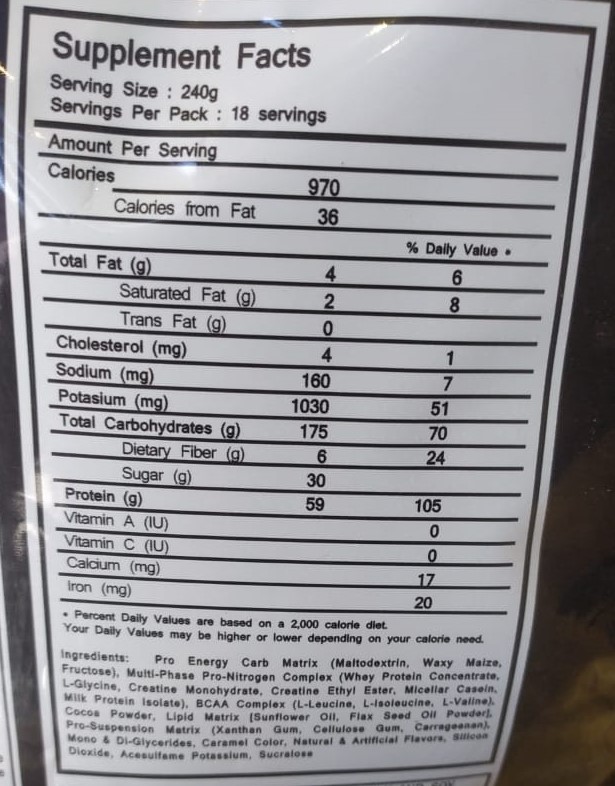 Supplement Facts
Serving Size : 240g
Servings Per Pack : 18 servings
Amount Per Serving
Calories 970
Calories from Fat 36
% Daily Value •
Total Fat (g) 4 6
Saturated Fat (g) 2 8
Trans Fat (g) 0
Cholesterol (mg) 4 1
Sodium (mg) 160 7
Potasium (mg) 1030 51
Total Carbohydrates (g) 175 70
Dietary Fiber (g) 6 24
Sugar (g) 30
Protein (g) 59 105
Vitamin A (IU) 0
Vitamin C (IU) 0
Calcium (mg) 17
Iron (mg) 20
• Percent Daily Values are based on a 2,000 calorie diet.
Your Daily Values may be higher or lower depending on your calorie need.
Ingredients: Pro Energy Carb Matrix (Maltodextrin, Waxy Maize,
Fructose), Multi-Phase Pro-Nitrogen Complex (Whey Protein Concentrate,
L-Glycine, Creatine Monohydrate, Creatine Ethyl Ester, Micellar Casein,
Milk Protein Isolate), BCAA Complex (L-Leucine, L-Isoleucine, L-Valine),
Cocoa Powder, Lipid Matrix [Sunflower Oil, Flax Seed Oil Powder],
Pro-Suspension Matrix (Xanthan Gum, Cellulose Gum, Carrageenan),
Mono & Di-Glycerides, Caramel Color, Natural & Artificial Flavors, Silicon
Dioxide, Acesulfame Potassium, Sucralose